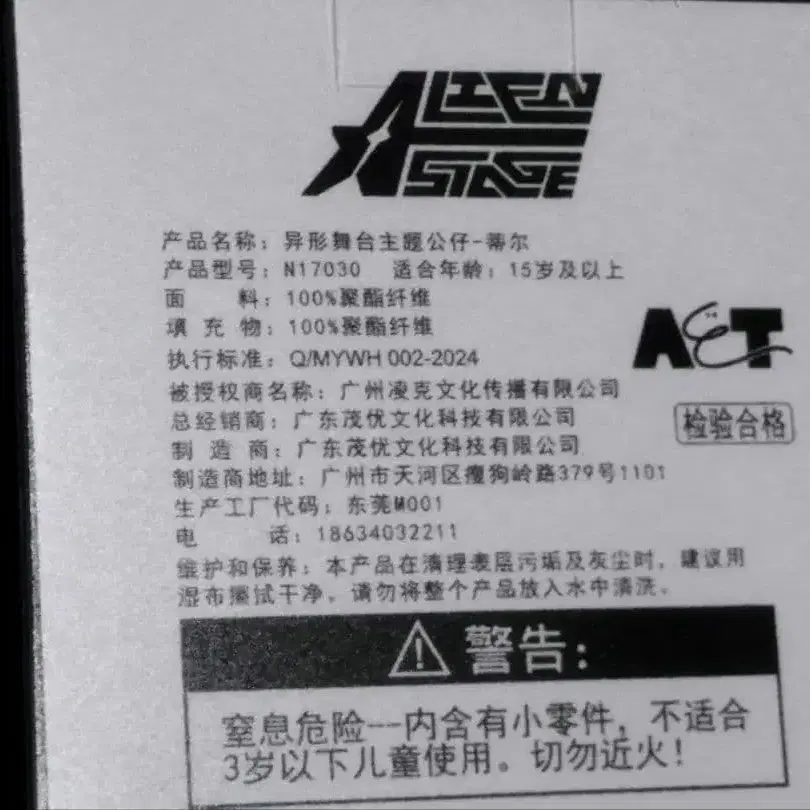 ALIEN
STAGE
产品名称：异形舞台主题公仔-蒂尔
产品型号：N17030 适合年龄：15岁及以上
面 料：100%聚酯纤维
填 充 物：100%聚酯纤维
执行标准：Q/MYWH 002-2024
A&T
被授权商名称：广州凌克文化传播有限公司
总经销商：广东茂优文化科技有限公司
检验合格
制 造 商：广东茂优文化科技有限公司
制造商地址：广州市天河区瘦狗岭路379号1101
生产工厂代码：东莞M001
电 话：18634032211
维护和保养：本产品在清理表层污垢及灰尘时，建议用
湿布擦拭干净，请勿将整个产品放入水中清洗。
警告：
窒息危险--内含有小零件，不适合
3岁以下儿童使用。切勿近火！